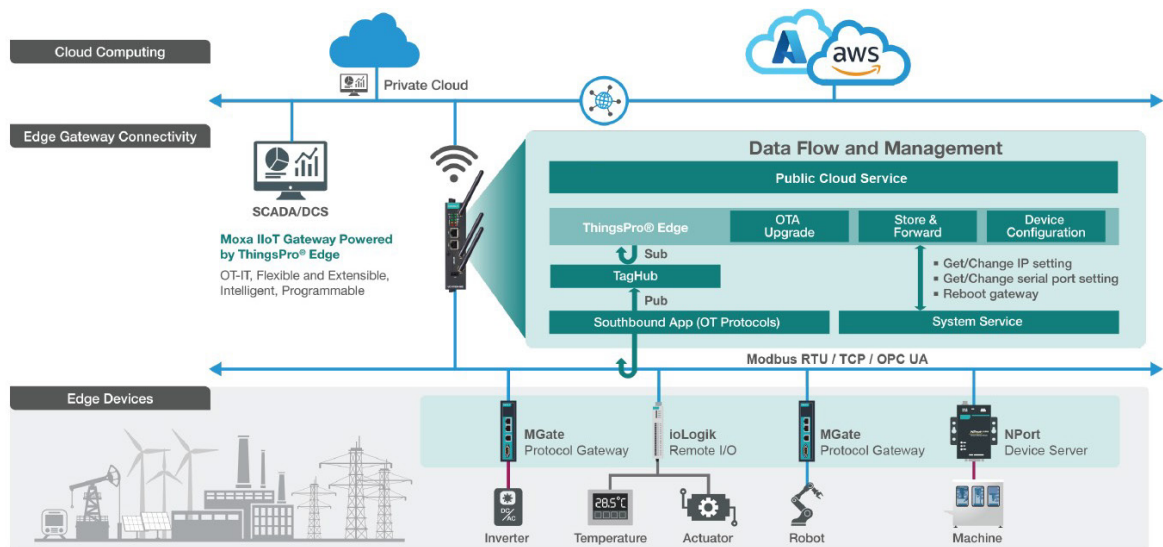 Cloud Computing
Private Cloud
aws
Edge Gateway Connectivity
SCADA/DCS
Moxa IIoT Gateway Powered
by ThingsPro® Edge
OT-IT, Flexible and Extensible,
Intelligent, Programmable
Data Flow and Management
Public Cloud Service
ThingsPro® Edge
OTA
Upgrade
Store &
Forward
Device
Configuration
Sub
TagHub
Pub
▪ Get/Change IP setting
▪ Get/Change serial port setting
▪ Reboot gateway
Southbound App (OT Protocols)
System Service
Modbus RTU / TCP / OPC UA
Edge Devices
MGate
Protocol Gateway
ioLogik
Remote I/O
MGate
Protocol Gateway
NPort
Device Server
DC/
AC
28.5°C
Inverter
Temperature
Actuator
Robot
Machine